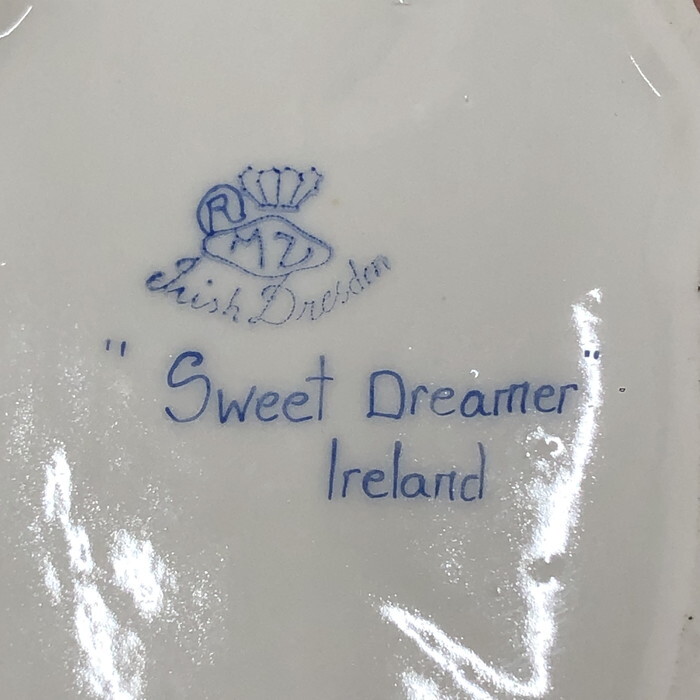 R
MZ
Irish Dresden
"Sweet Dreamer"
Ireland